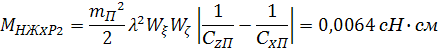 M_{НЖХР2} = \frac{m_П^2}{2} λ^2 W_ξ W_ζ \left| \frac{1}{C_{ZП}} - \frac{1}{C_{XП}} \right| = 0,0064 сН · см